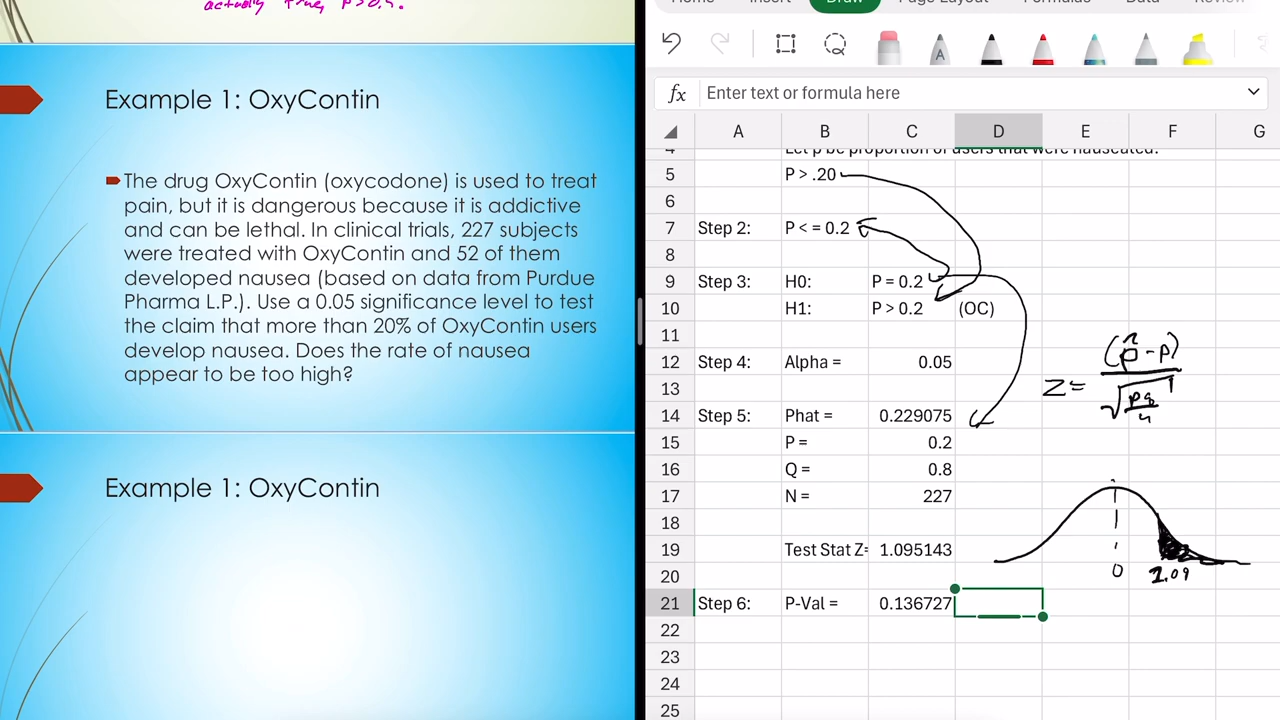 actually true, p > 0.4.
Example 1: OxyContin
The drug OxyContin (oxycodone) is used to treat
pain, but it is dangerous because it is addictive
and can be lethal. In clinical trials, 227 subjects
were treated with OxyContin and 52 of them
developed nausea (based on data from Purdue
Pharma L.P.). Use a 0.05 significance level to test
the claim that more than 20% of OxyContin users
develop nausea. Does the rate of nausea
appear to be too high?
Example 1: OxyContin
Home Insert Draw Page Layout Formulas Data Review
A
fx Enter text or formula here
A B C D E F G
4 Let p be proportion of users that were nauseated.
5 P > .20
6
7 Step 2: P < = 0.2
8
9 Step 3: H0: P = 0.2
10 H1: P > 0.2 (OC)
11
12 Step 4: Alpha = 0.05
13
14 Step 5: Phat = 0.229075
15 P = 0.2
16 Q = 0.8
17 N = 227
18
19 Test Stat Z= 1.095143
20
21 Step 6: P-Val = 0.136727
22
23
24
25
Z = (p̂ - p)
√pq
n
0 1.09